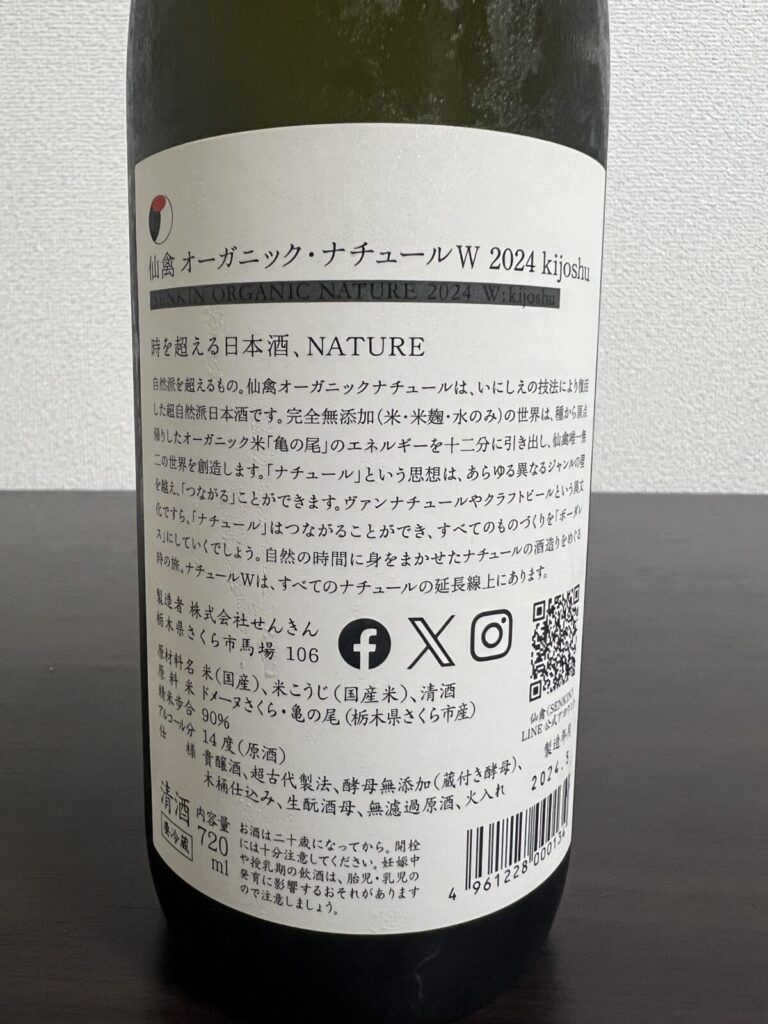 仙禽 オーガニック・ナチュールW 2024 kijoshu
SENKIN ORGANIC NATURE 2024 W:kijoshu
時を超える日本酒、NATURE
自然派を超えるもの。仙禽オーガニックナチュールは、いにしえの技法により復活
した超自然派日本酒です。完全無添加(米・米麹・水のみ)の世界は、種から原点
帰りしたオーガニック米「亀の尾」のエネルギーを十二分に引き出し、仙禽唯一無
二の世界を創造します。「ナチュール」という思想は、あらゆる異なるジャンルの壁
を越え、「つながる」ことができます。ヴァンナチュールやクラフトビールという異文
化ですら、「ナチュール」はつながることができ、すべてのものづくりを「ボーダレ
ス」にしていくでしょう。自然の時間に身をまかせたナチュールの酒造りをめぐる
時の旅。ナチュールWは、すべてのナチュールの延長線上にあります。
製造者 株式会社せんきん
栃木県さくら市馬場 106
原材料名 米(国産)、米こうじ(国産米)、清酒
原料米 ドメーヌさくら・亀の尾(栃木県さくら市産)
精米歩合 90%
アルコール分 14度(原酒)
仕様 貴醸酒、超古代製法、酵母無添加(蔵付き酵母)、
木桶仕込み、生酛酒母、無濾過原酒、火入れ
仙禽(SENKIN)
LINE 公式アカウント
製造年月
2024.5
清酒
要冷蔵
内容量
720
ml
お酒は二十歳になってから。開栓
には十分注意してください。妊娠中
や授乳期の飲酒は、胎児・乳児の
発育に影響するおそれがあります
ので注意しましょう。
4 961228 000134